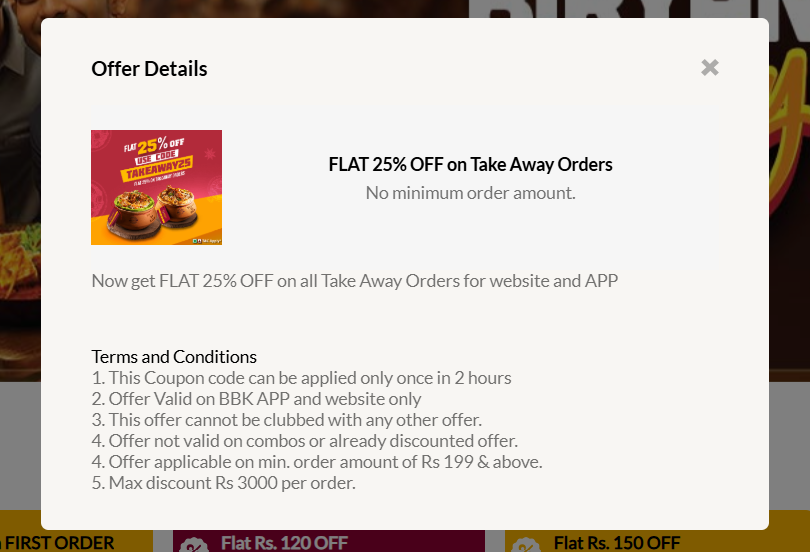 Offer Details
FLAT 25% OFF
USE CODE
TAKEAWAY25
FLAT 25% ON TAKEAWAY ORDERS
FLAT 25% OFF on Take Away Orders
No minimum order amount.
Now get FLAT 25% OFF on all Take Away Orders for website and APP
Terms and Conditions
1. This Coupon code can be applied only once in 2 hours
2. Offer Valid on BBK APP and website only
3. This offer cannot be clubbed with any other offer.
4. Offer not valid on combos or already discounted offer.
4. Offer applicable on min. order amount of Rs 199 & above.
5. Max discount Rs 3000 per order.
FIRST ORDER
Flat Rs. 120 OFF
Flat Rs. 150 OFF